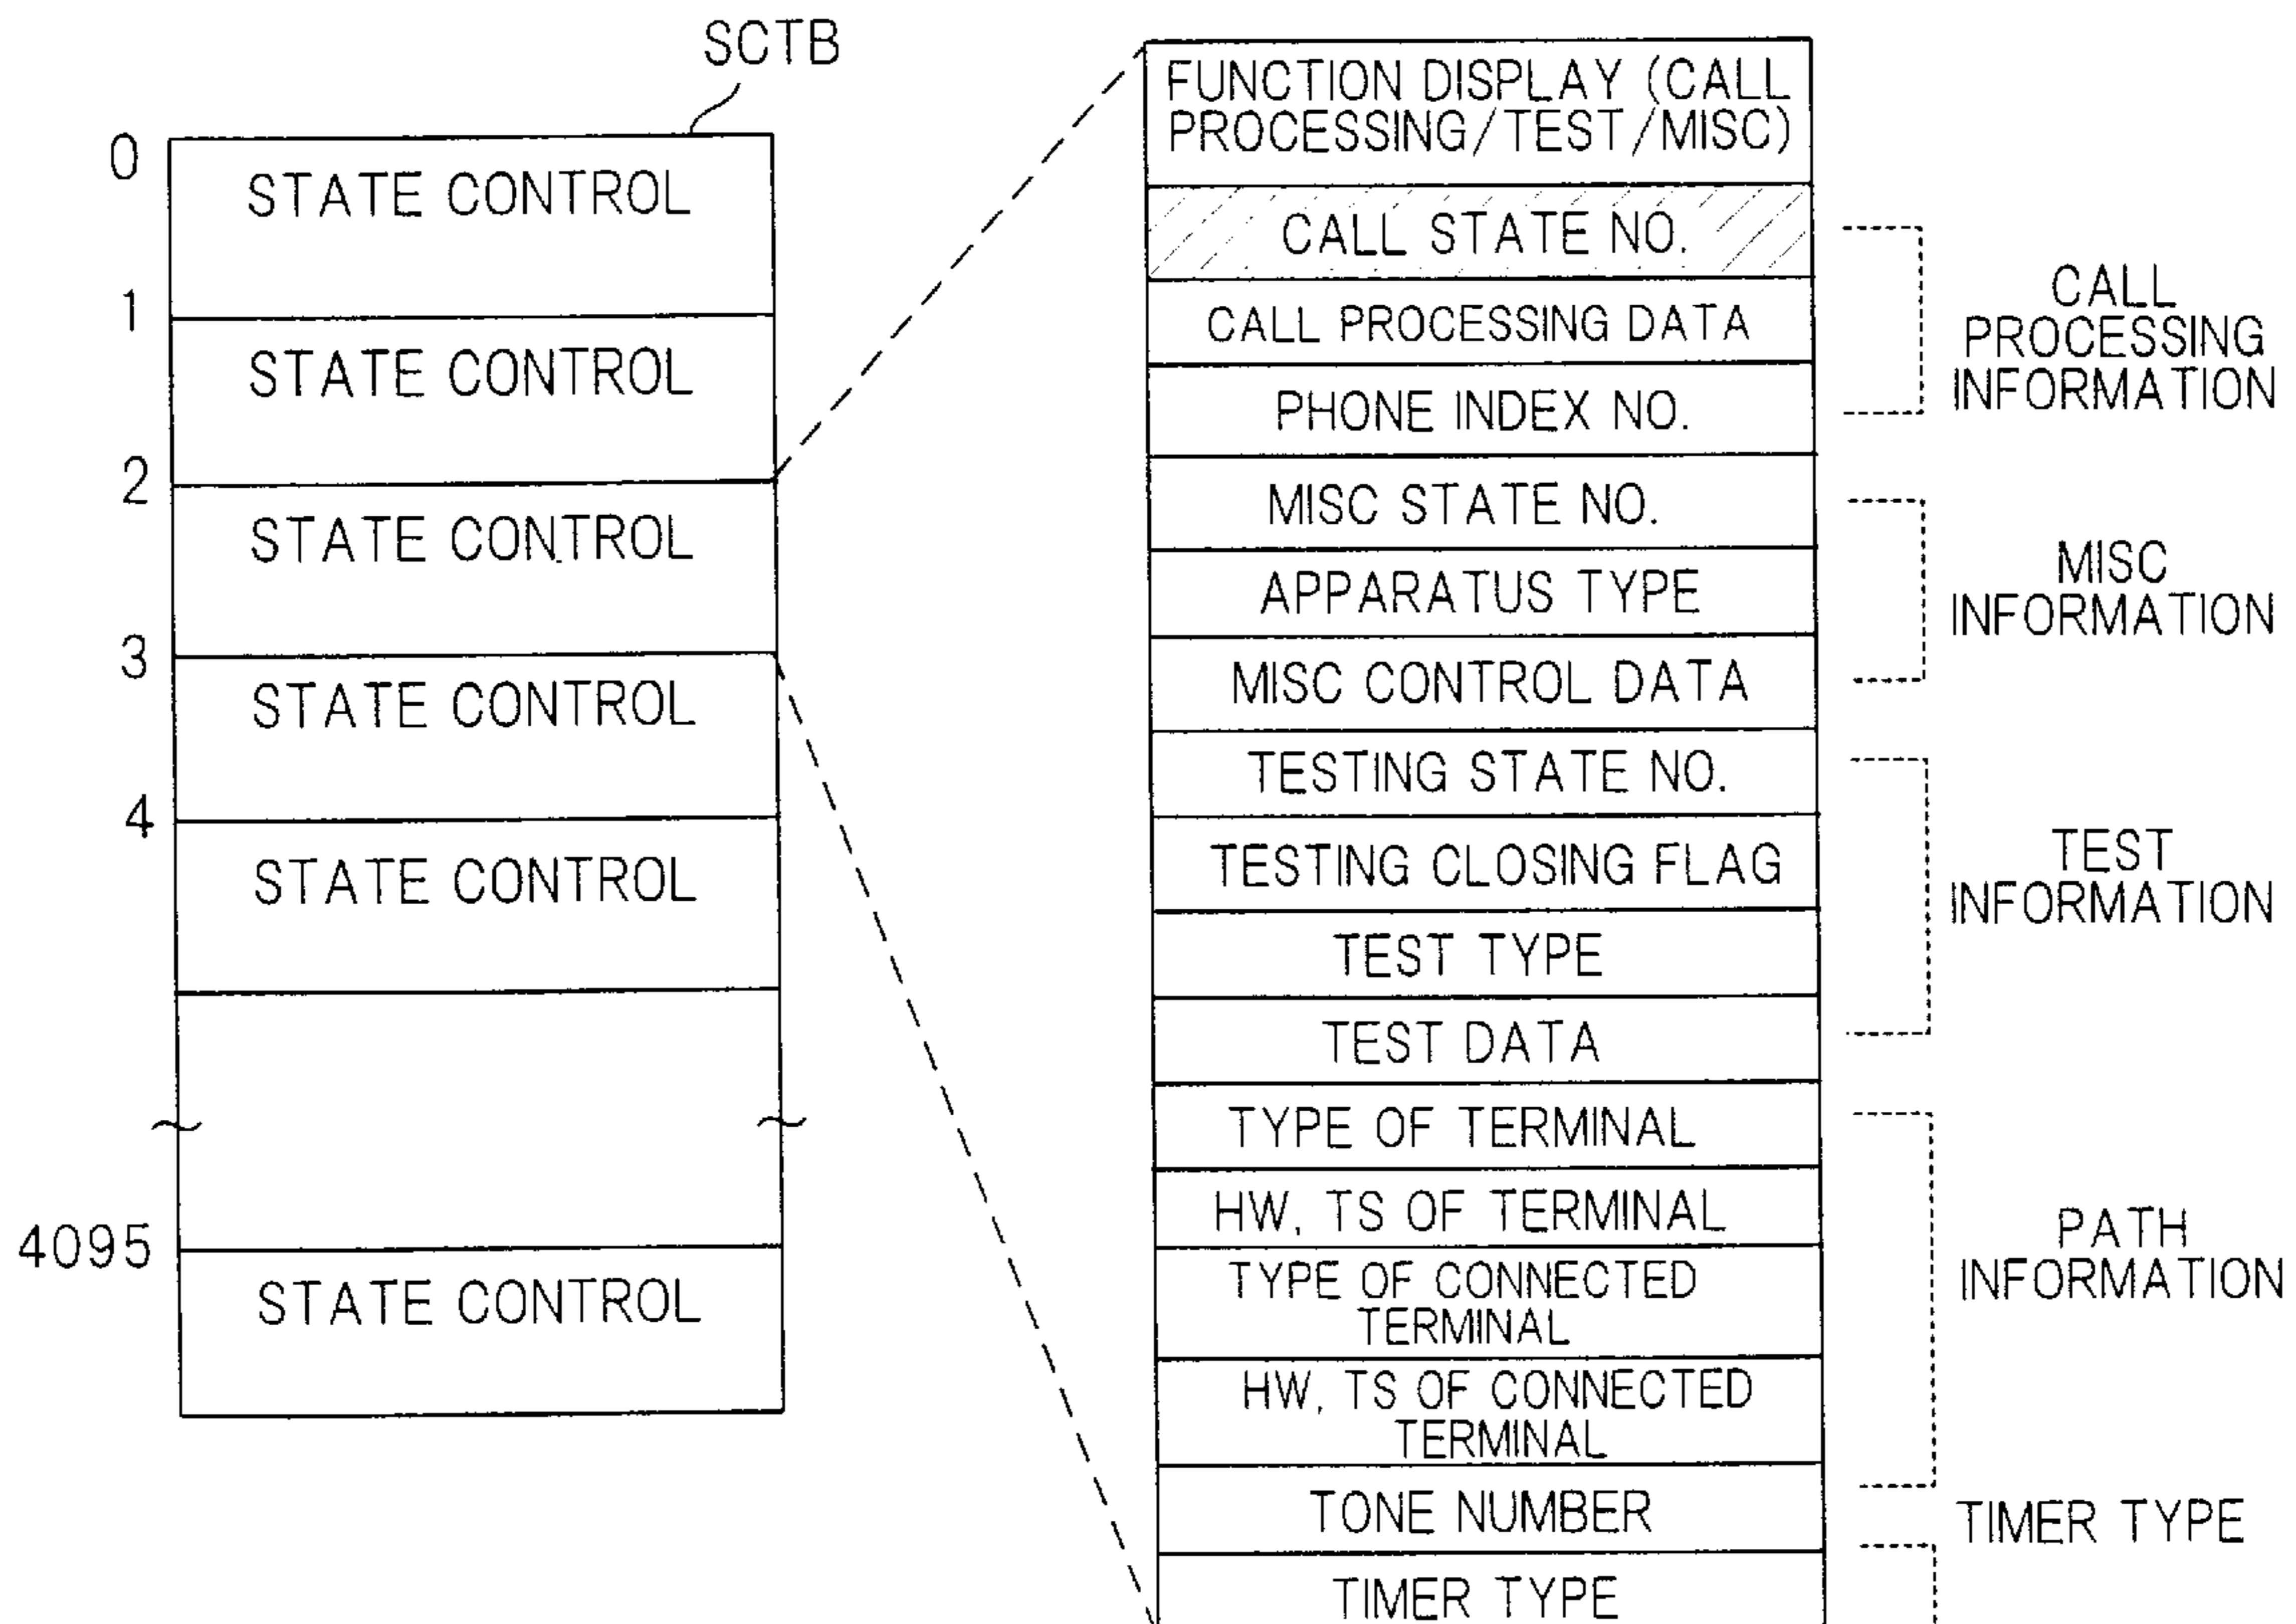 SCTB
0
STATE CONTROL
1
STATE CONTROL
2
STATE CONTROL
3
STATE CONTROL
4
STATE CONTROL
4095
STATE CONTROL
FUNCTION DISPLAY (CALL
PROCESSING/TEST/MISC)
CALL STATE NO.
CALL PROCESSING DATA
PHONE INDEX NO.
CALL
PROCESSING
INFORMATION
MISC STATE NO.
APPARATUS TYPE
MISC CONTROL DATA
MISC
INFORMATION
TESTING STATE NO.
TESTING CLOSING FLAG
TEST TYPE
TEST DATA
TEST
INFORMATION
TYPE OF TERMINAL
HW, TS OF TERMINAL
TYPE OF CONNECTED
TERMINAL
HW, TS OF CONNECTED
TERMINAL
TONE NUMBER
PATH
INFORMATION
TIMER TYPE
TIMER TYPE